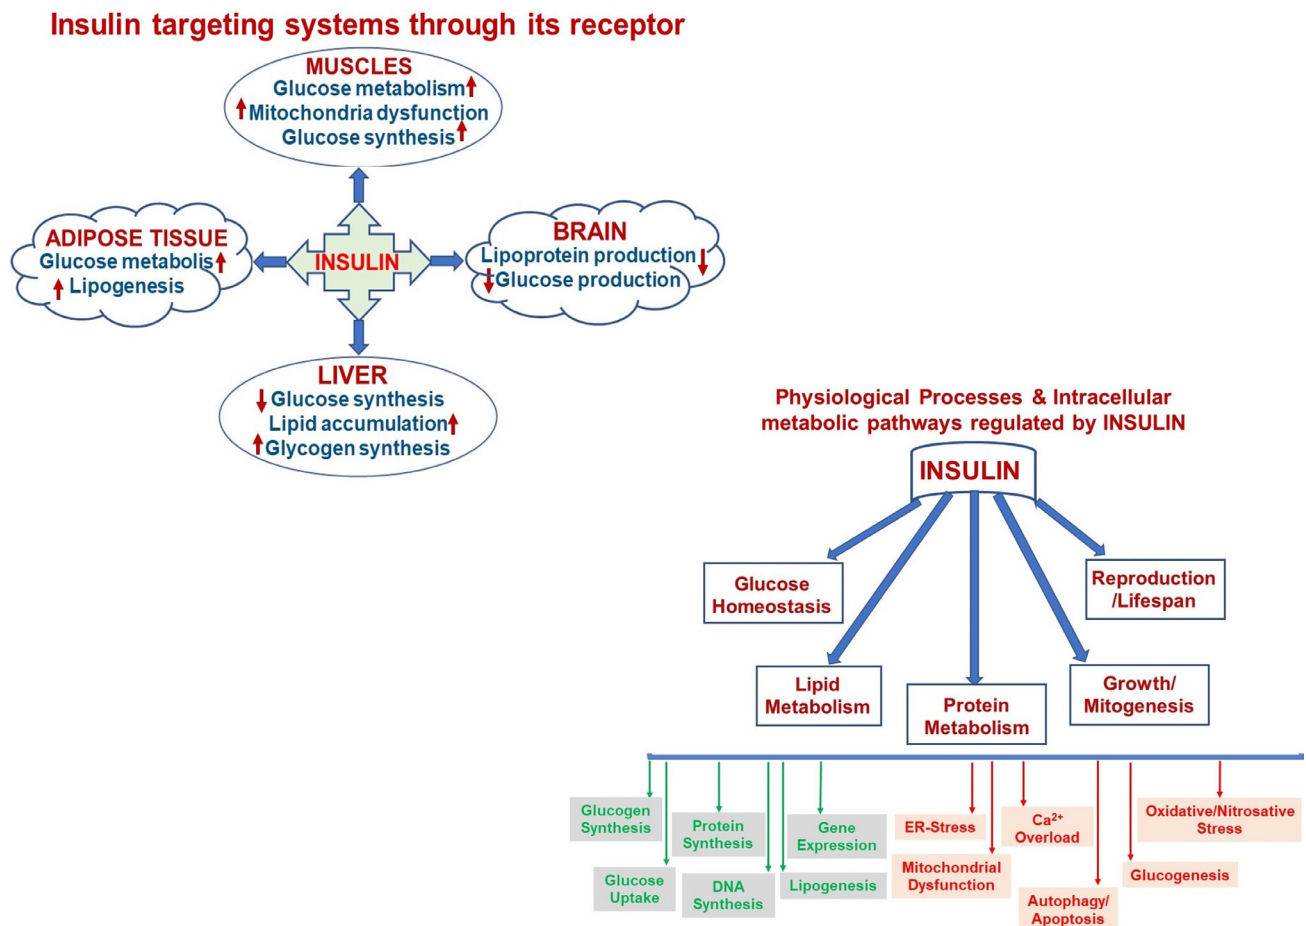 Insulin targeting systems through its receptor
MUSCLES
Glucose metabolism
Mitochondria dysfunction
Glucose synthesis
ADIPOSE TISSUE
Glucose metabolis
Lipogenesis
INSULIN
BRAIN
Lipoprotein production
Glucose production
LIVER
Glucose synthesis
Lipid accumulation
Glycogen synthesis
Physiological Processes & Intracellular
metabolic pathways regulated by INSULIN
INSULIN
Glucose
Homeostasis
Reproduction
/Lifespan
Lipid
Metabolism
Protein
Metabolism
Growth/
Mitogenesis
Glucogen
Synthesis
Protein
Synthesis
Gene
Expression
Glucose
Uptake
DNA
Synthesis
Lipogenesis
ER-Stress
Ca²⁺
Overload
Oxidative/Nitrosative
Stress
Mitochondrial
Dysfunction
Autophagy/
Apoptosis
Glucogenesis